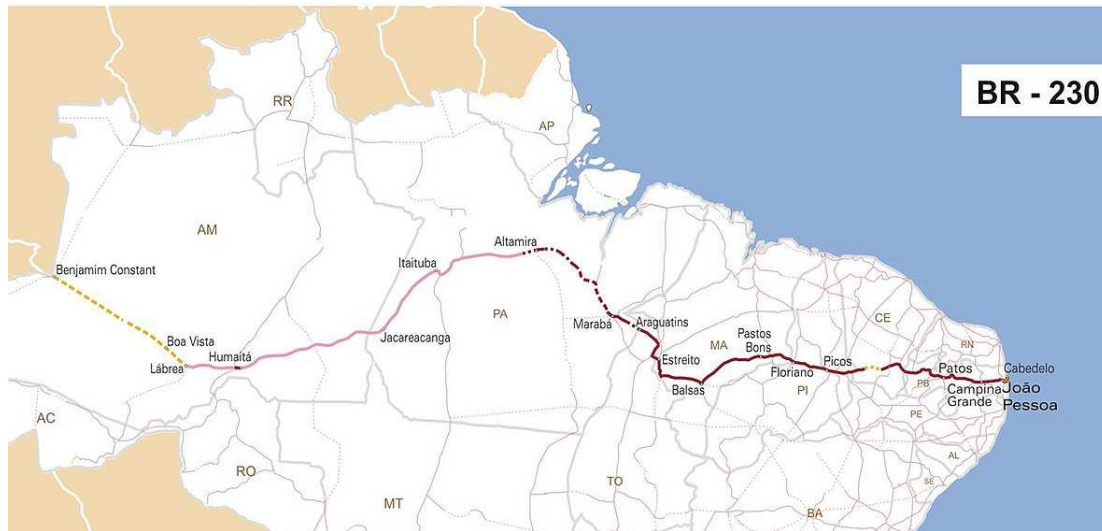 BR - 230
RR
AP
AM
Altamira
Itaituba
Benjamim Constant
PA
CE
Marabá
Araguatins
Jacareacanga
Boa Vista
Humaitá
Lábrea
MA
Pastos
Bons
RN
Estreito
Floriano
Picos
Patos
Cabedelo
Balsas
PI
PB
Campina
Grande
João
Pessoa
PE
AC
AL
RO
TO
SE
MT
BA